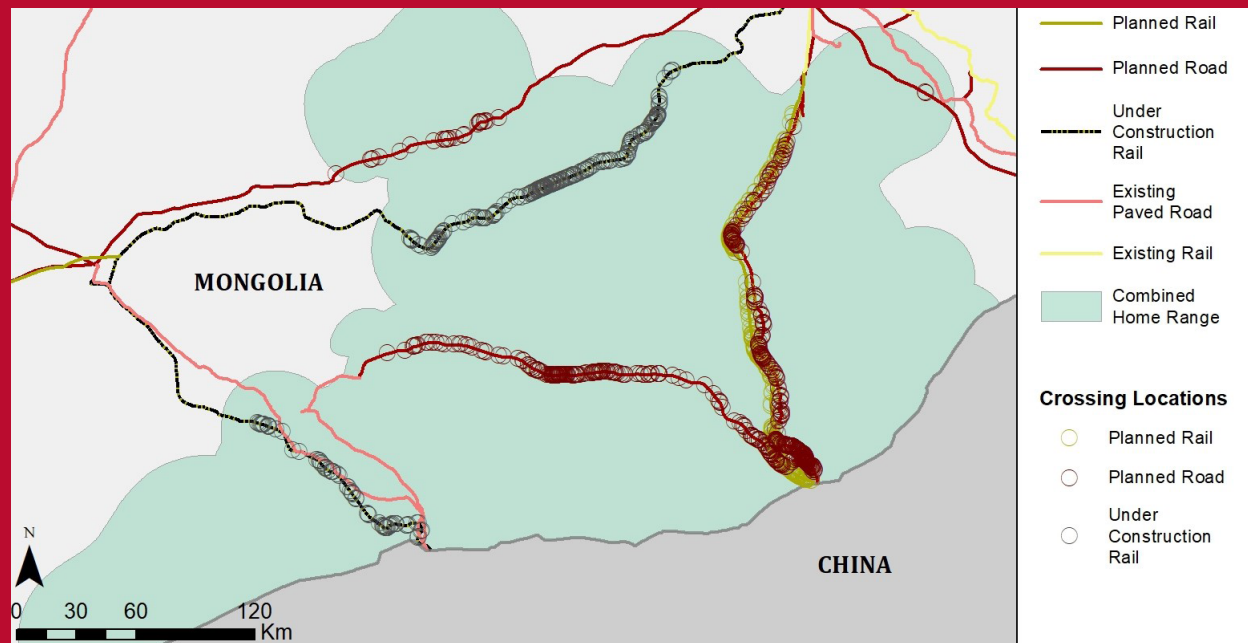 MONGOLIA
CHINA
N
0 30 60 120
Km
Planned Rail
Planned Road
Under
Construction
Rail
Existing
Paved Road
Existing Rail
Combined
Home Range
Crossing Locations
Planned Rail
Planned Road
Under
Construction
Rail